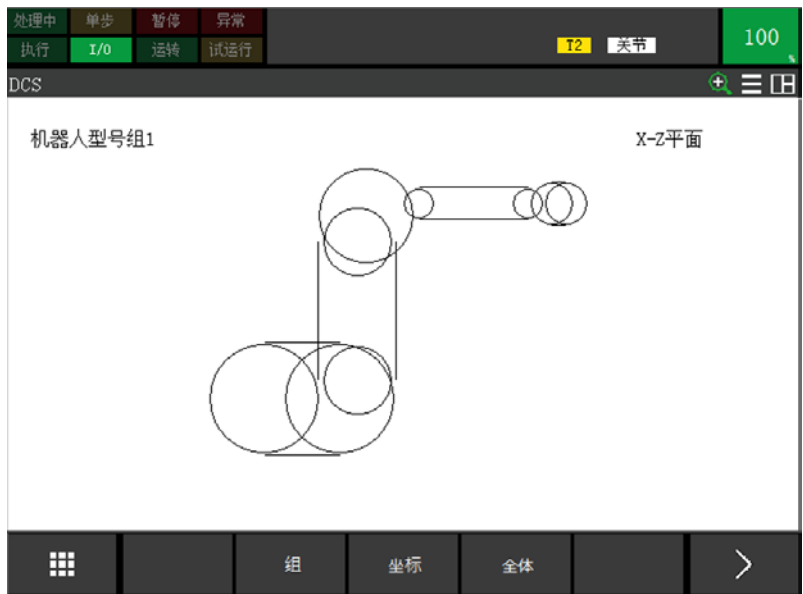 处理中 单步 暂停 异常
执行 I/O 运转 试运行
T2 关节 100 %
DCS
机器人型号组1 X-Z平面
组 坐标 全体